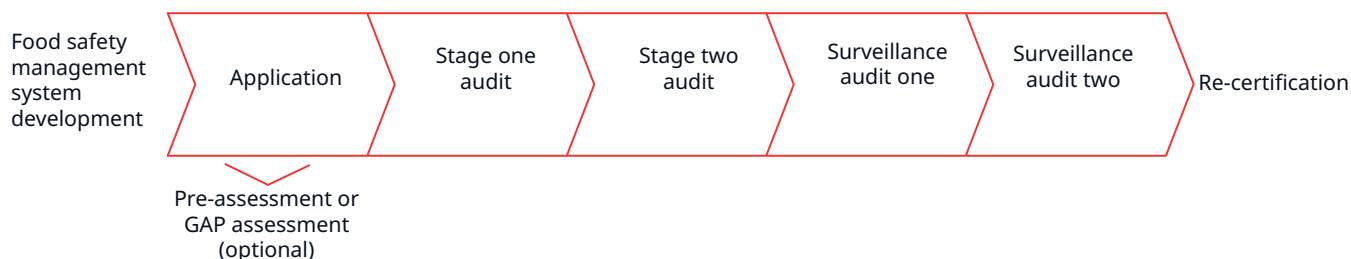 Food safety
management
system
development
Application
Stage one
audit
Stage two
audit
Surveillance
audit one
Surveillance
audit two
Re-certification
Pre-assessment or
GAP assessment
(optional)